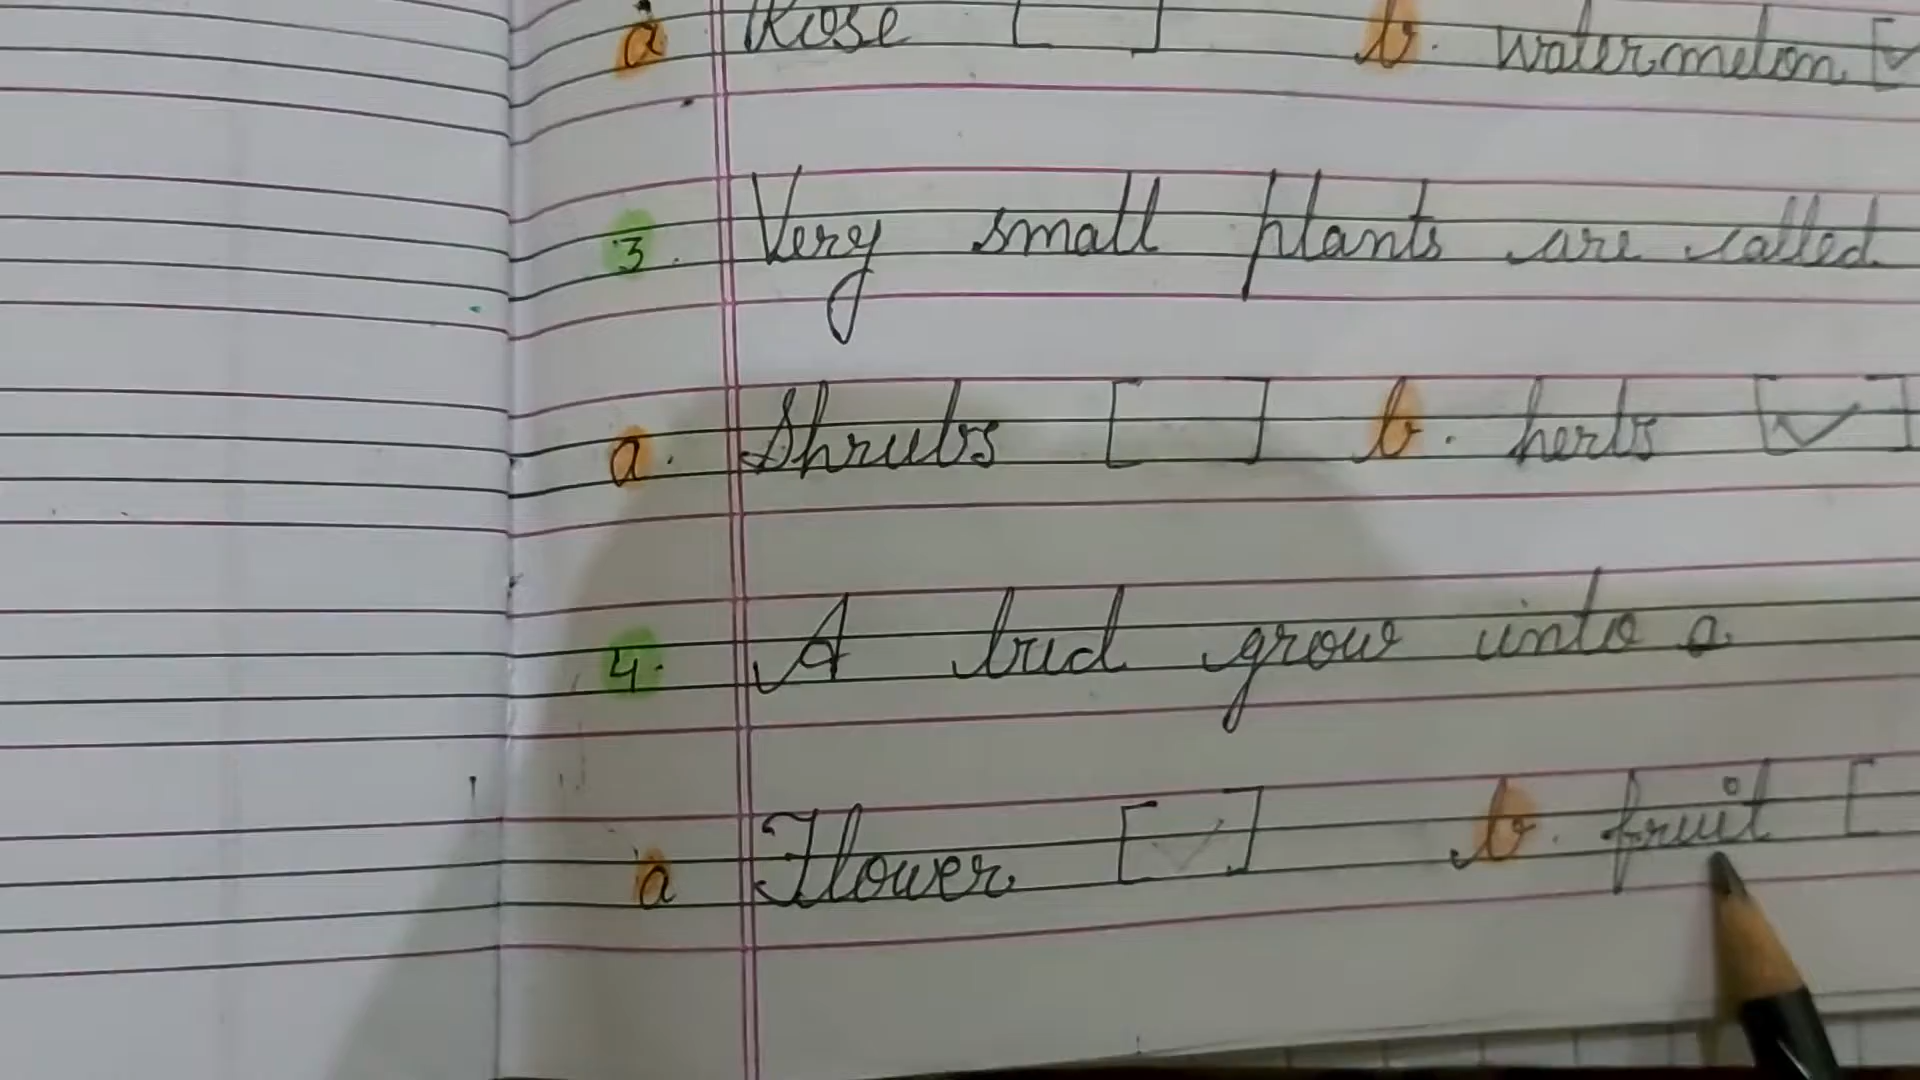 a Rose [ ] b. watermelon [✓
3. Very small plants are called
a. Shrubs [ ] b. herbs [✓]
4. A bud grow into a
a Flower [✓] b. fruit [